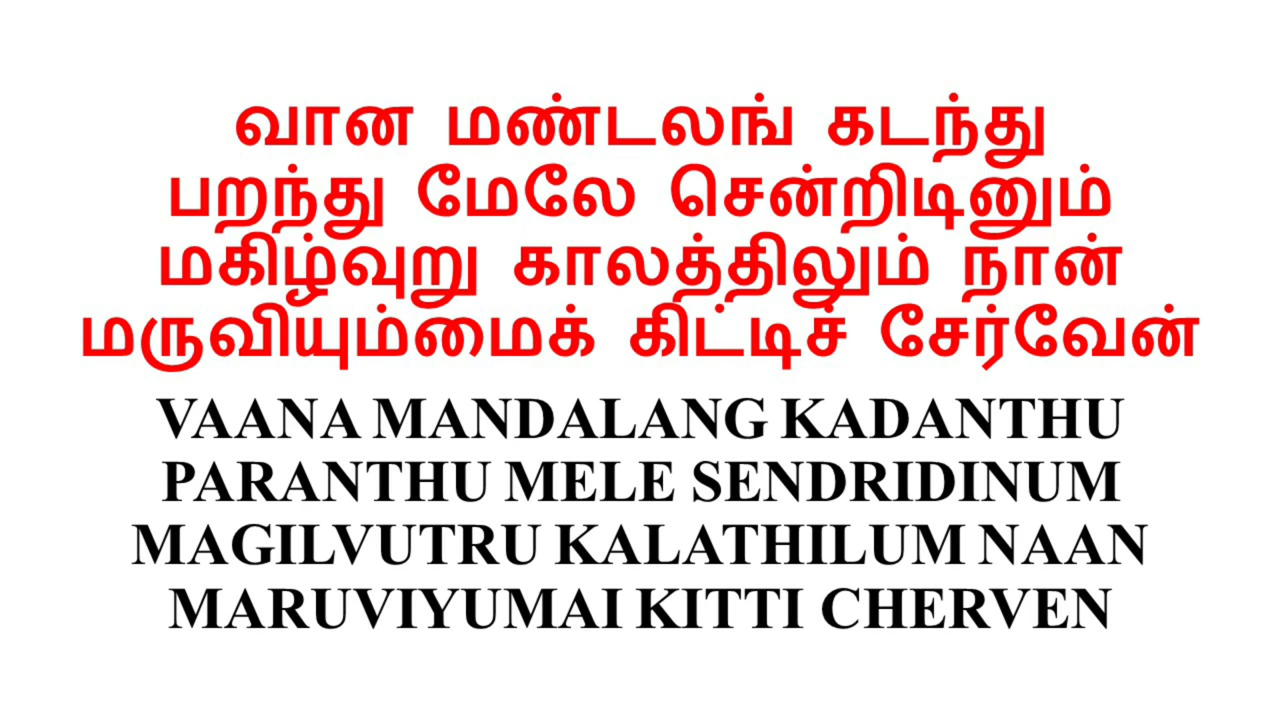 வான மண்டலங் கடந்து
பறந்து மேலே சென்றிடினும்
மகிழ்வுறு காலத்திலும் நான்
மருவியும்மைக் கிட்டிச் சேர்வேன்
VAANA MANDALANG KADANTHU
PARANTHU MELE SENDRIDINUM
MAGILVUTRU KALATHILUM NAAN
MARUVIYUMAI KITTI CHERVEN